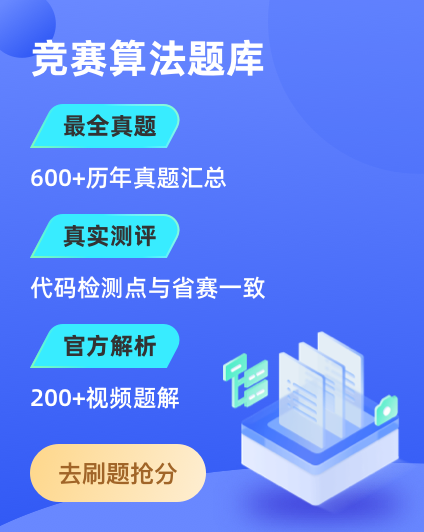 竞赛算法题库
最全真题
600+历年真题汇总
真实测评
代码检测点与省赛一致
官方解析
200+视频题解
去刷题抢分